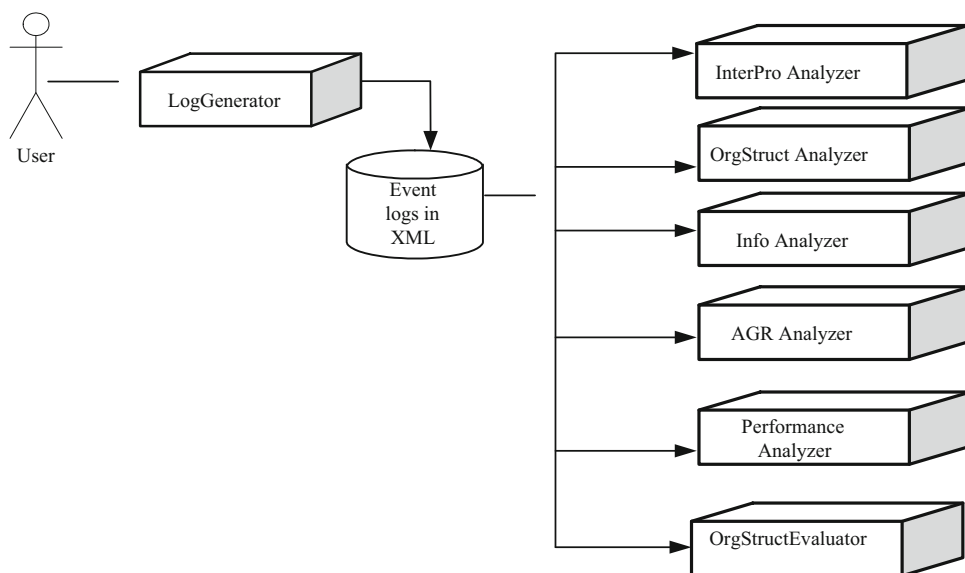 User
LogGenerator
Event
logs in
XML
InterPro Analyzer
OrgStruct Analyzer
Info Analyzer
AGR Analyzer
Performance
Analyzer
OrgStructEvaluator